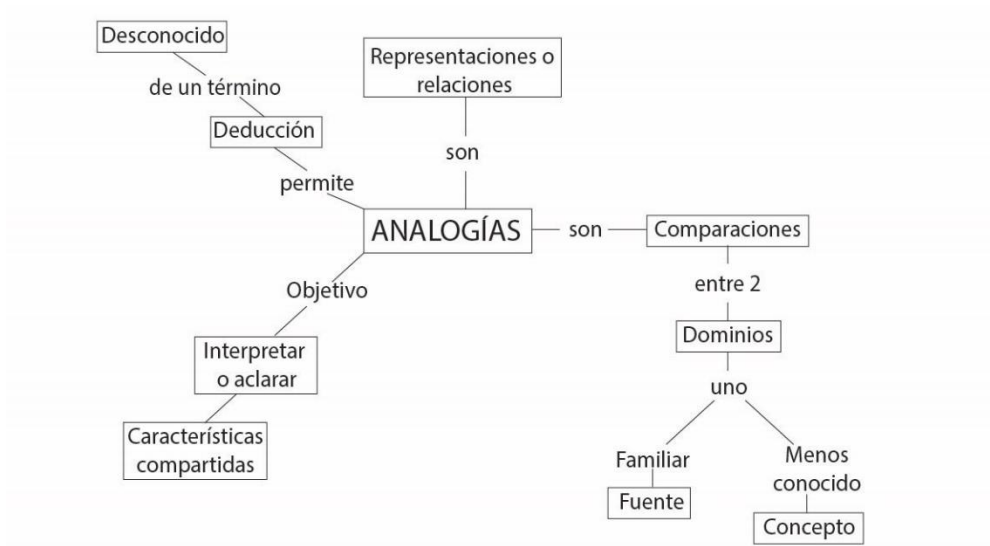 Desconocido
de un término
Deducción
permite
Representaciones o
relaciones
son
ANALOGÍAS
son
Comparaciones
entre 2
Dominios
uno
Familiar
Fuente
Menos
conocido
Concepto
Objetivo
Interpretar
o aclarar
Características
compartidas